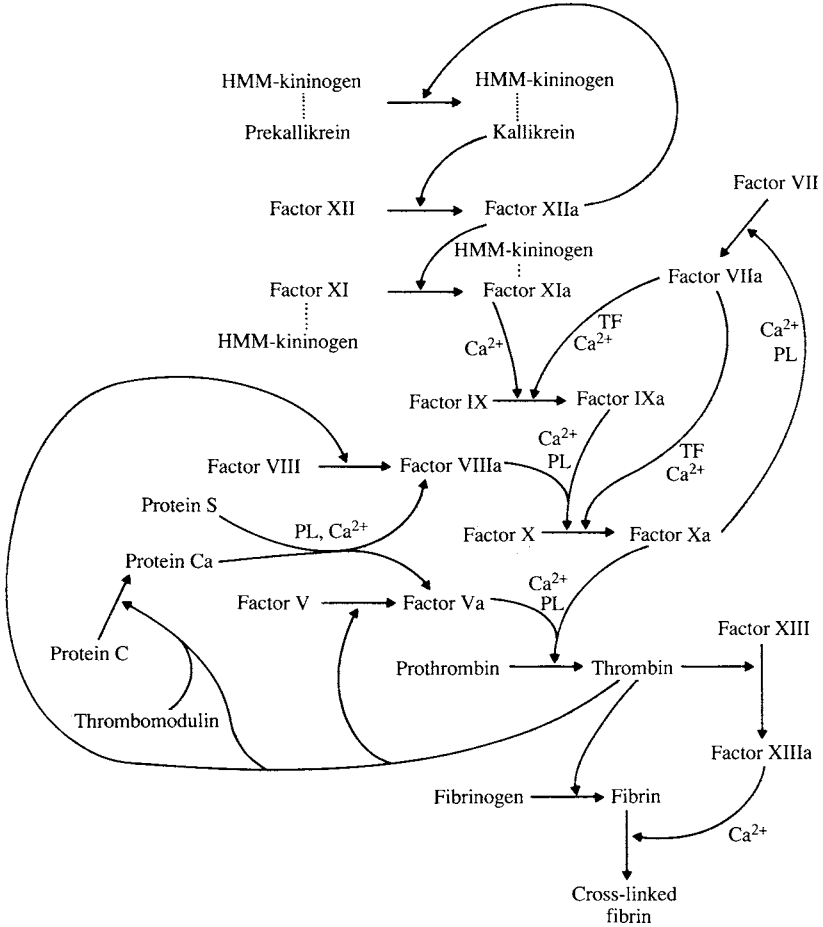 HMM-kininogen
HMM-kininogen
Prekallikrein
Kallikrein
Factor XII
Factor XIIa
Factor VII
HMM-kininogen
Factor XI
Factor XIa
Factor VIIa
HMM-kininogen
Ca2+
TF
Ca2+
Ca2+
PL
Factor IX
Factor IXa
Ca2+
PL
TF
Ca2+
Factor VIII
Factor VIIIa
Protein S
PL, Ca2+
Factor X
Factor Xa
Protein Ca
Ca2+
PL
Factor V
Factor Va
Protein C
Factor XIII
Prothrombin
Thrombin
Thrombomodulin
Factor XIIIa
Fibrinogen
Fibrin
Ca2+
Cross-linked
fibrin